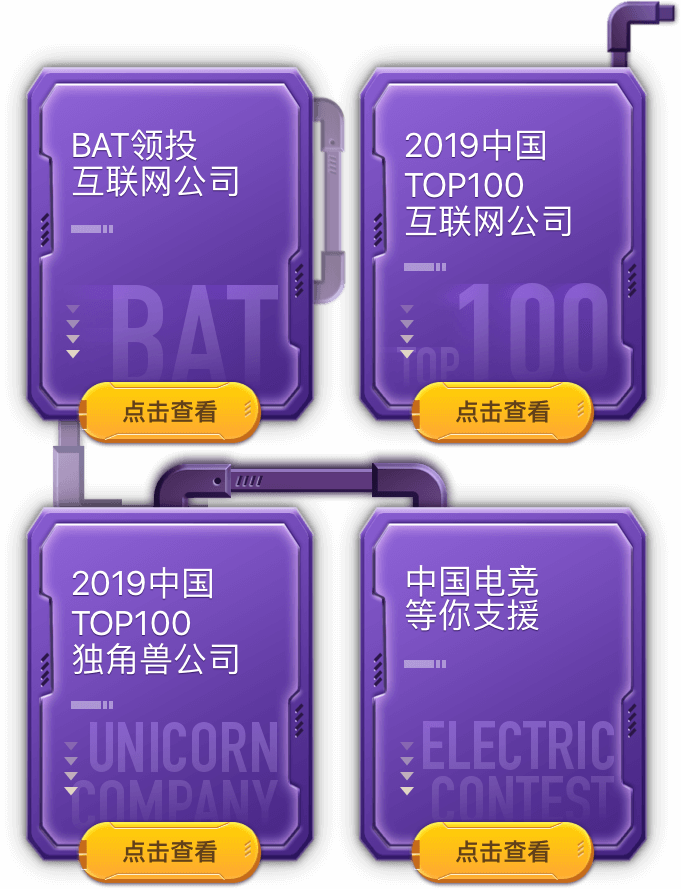 BAT领投
互联网公司
BAT
点击查看
2019中国
TOP100
互联网公司
TOP100
点击查看
2019中国
TOP100
独角兽公司
UNICORN
COMPANY
点击查看
中国电竞
等你支援
ELECTRIC
CONTEST
点击查看